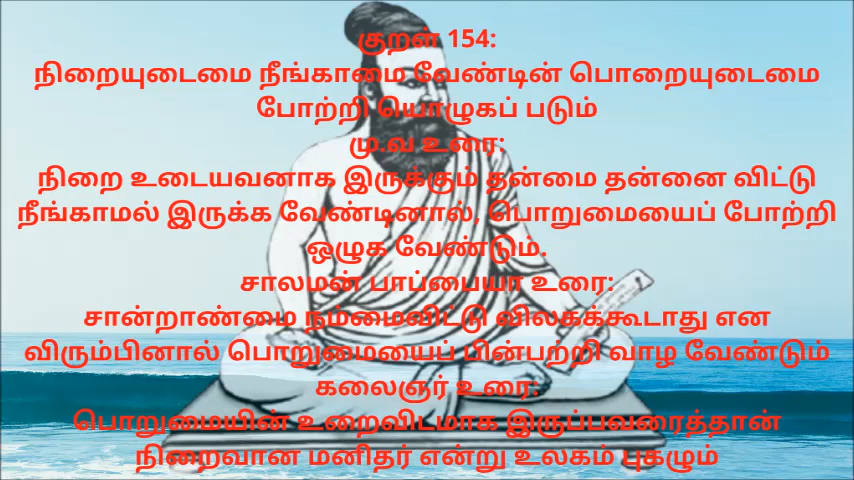 குறள் 154:
நிறையுடைமை நீங்காமை வேண்டின் பொறையுடைமை
போற்றி யொழுகப் படும்
மு.வ உரை:
நிறை உடையவனாக இருக்கும் தன்மை தன்னை விட்டு
நீங்காமல் இருக்க வேண்டினால், பொறுமையைப் போற்றி
ஒழுக வேண்டும்.
சாலமன் பாப்பையா உரை:
சான்றாண்மை நம்மைவிட்டு விலகக்கூடாது என
விரும்பினால் பொறுமையைப் பின்பற்றி வாழ வேண்டும்
கலைஞர் உரை:
பொறுமையின் உறைவிடமாக இருப்பவரைத்தான்
நிறைவான மனிதர் என்று உலகம் புகழும்